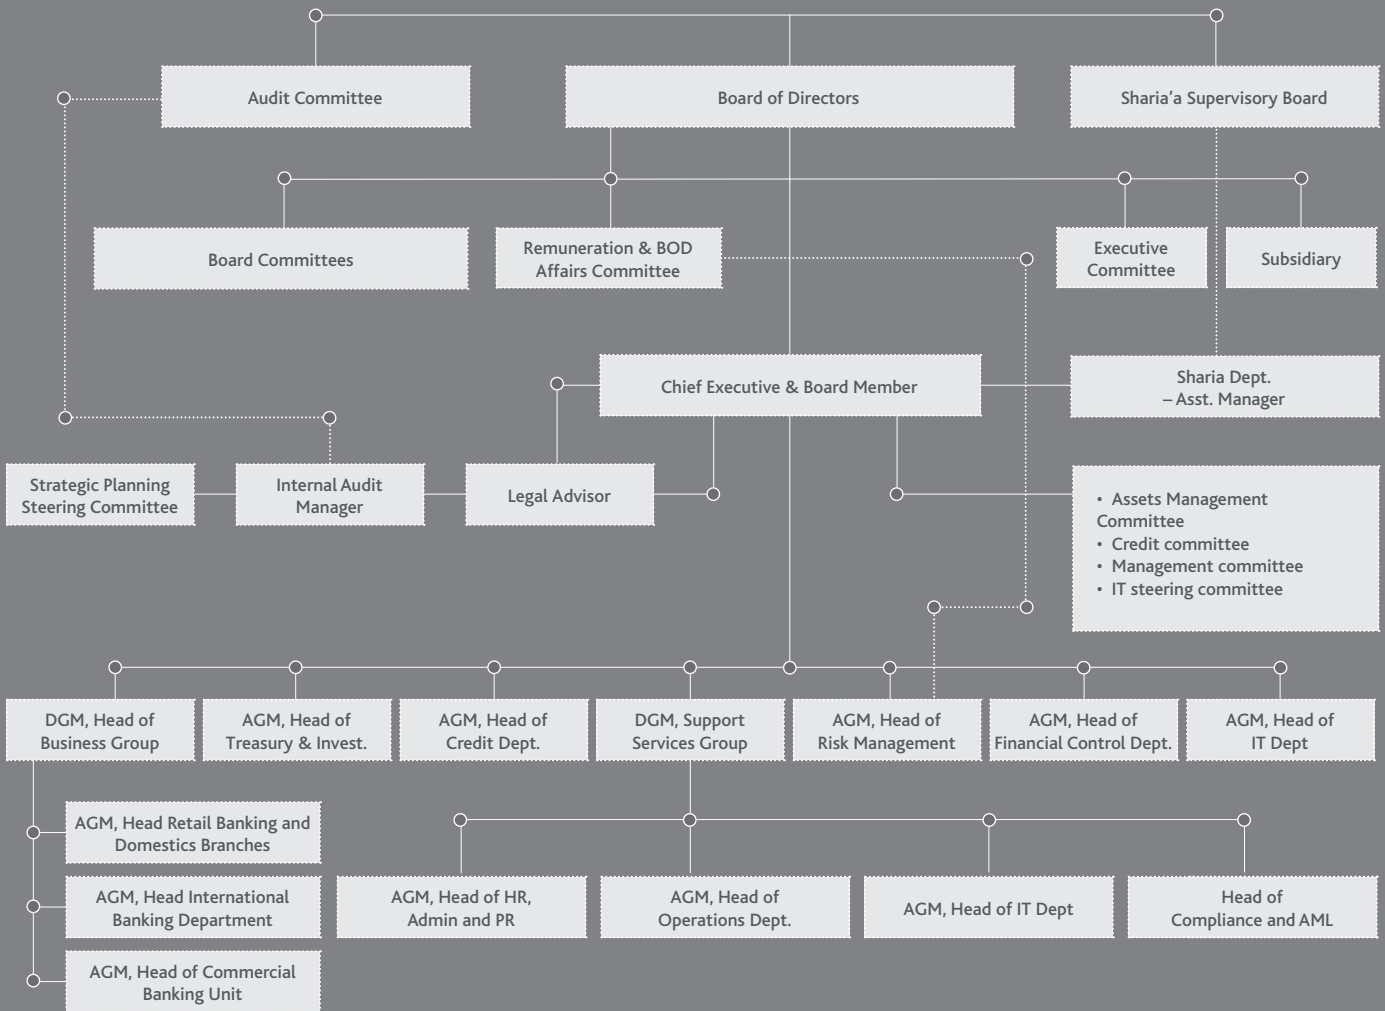 Audit Committee
Board of Directors
Sharia'a Supervisory Board
Board Committees
Remuneration & BOD
Affairs Committee
Executive
Committee
Subsidiary
Chief Executive & Board Member
Sharia Dept.
– Asst. Manager
Strategic Planning
Steering Committee
Internal Audit
Manager
Legal Advisor
• Assets Management
Committee
• Credit committee
• Management committee
• IT steering committee
DGM, Head of
Business Group
AGM, Head of
Treasury & Invest.
AGM, Head of
Credit Dept.
DGM, Support
Services Group
AGM, Head of
Risk Management
AGM, Head of
Financial Control Dept.
AGM, Head of
IT Dept
AGM, Head Retail Banking and
Domestics Branches
AGM, Head International
Banking Department
AGM, Head of Commercial
Banking Unit
AGM, Head of HR,
Admin and PR
AGM, Head of
Operations Dept.
AGM, Head of IT Dept
Head of
Compliance and AML